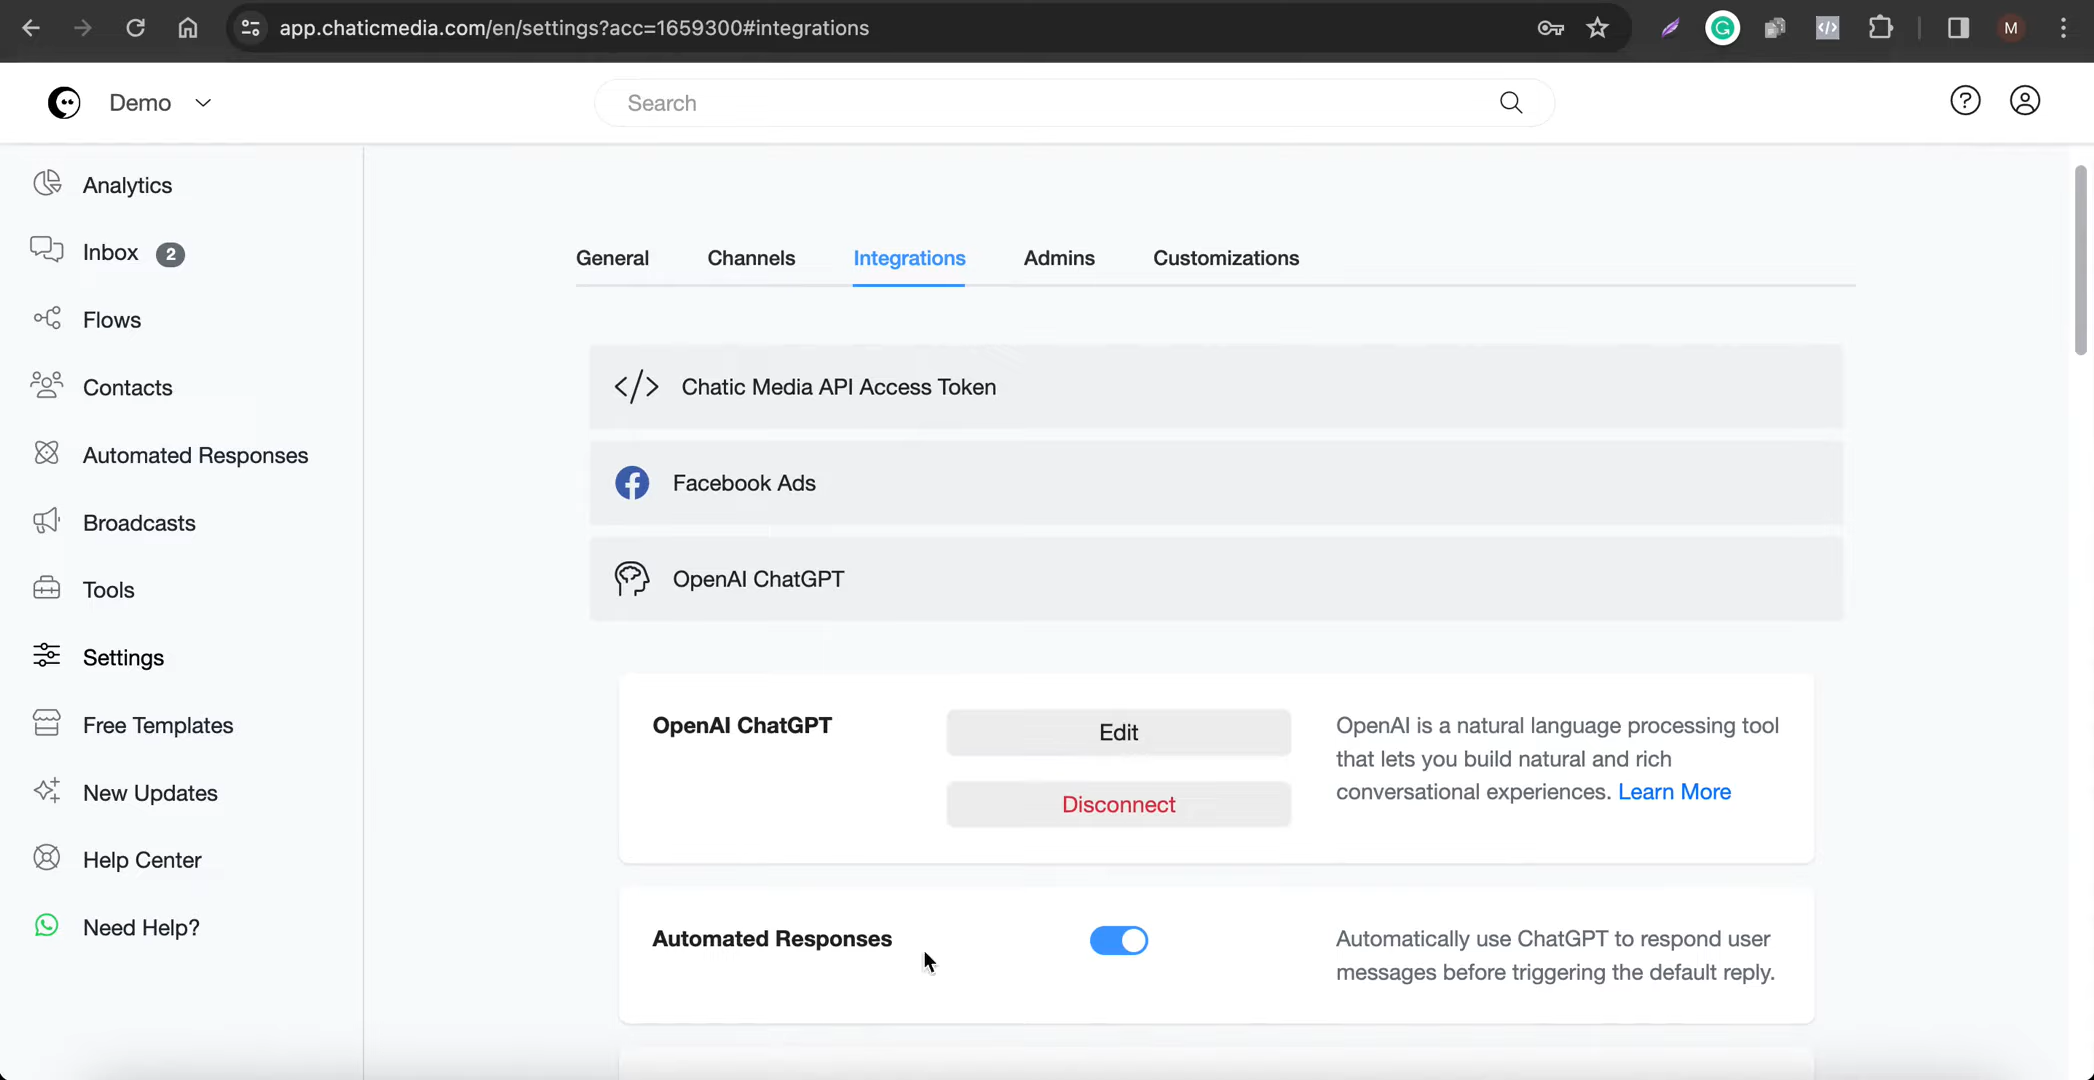 app.chaticmedia.com/en/settings?acc=1659300#integrations
M
Demo
Search
Analytics
Inbox 2
Flows
Contacts
Automated Responses
Broadcasts
Tools
Settings
Free Templates
New Updates
Help Center
Need Help?
General Channels Integrations Admins Customizations
</> Chatic Media API Access Token
Facebook Ads
OpenAI ChatGPT
OpenAI ChatGPT
Edit
Disconnect
OpenAI is a natural language processing tool
that lets you build natural and rich
conversational experiences. Learn More
Automated Responses
Automatically use ChatGPT to respond user
messages before triggering the default reply.